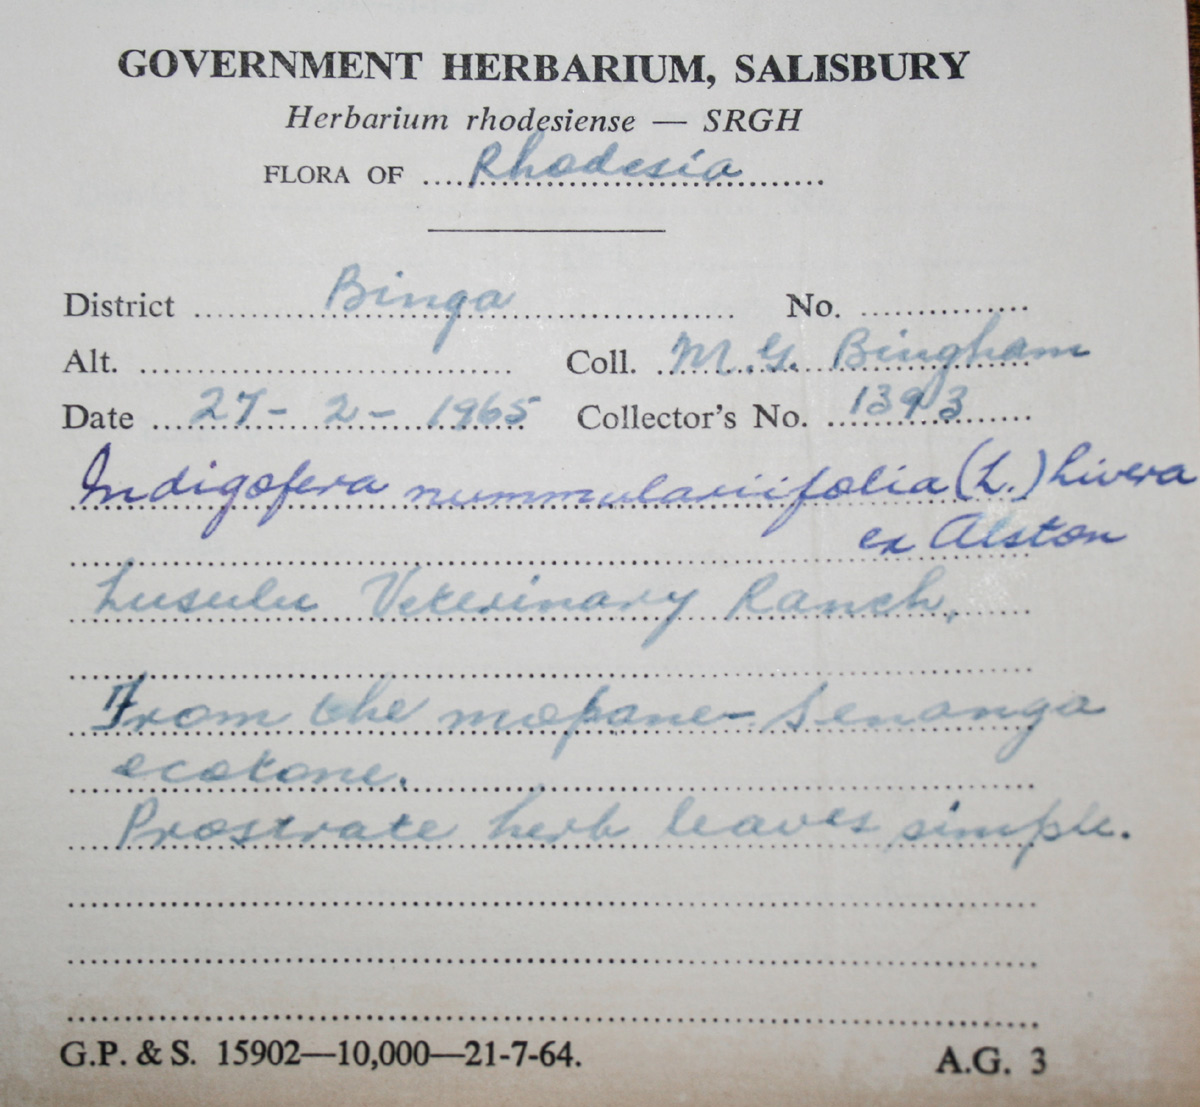 GOVERNMENT HERBARIUM, SALISBURY
Herbarium rhodesiense — SRGH
FLORA OF Rhodesia
District Binga No.
Alt. Coll. M.G. Bingham
Date 27-2-1965 Collector's No. 1393
Indigofera nummulariifolia (L.) Livera
ex Alston
Lusulu Veterinary Ranch.
From the mopane-Senanga
ecotone.
Prostrate herb leaves simple.
G.P. & S. 15902—10,000—21-7-64. A.G. 3